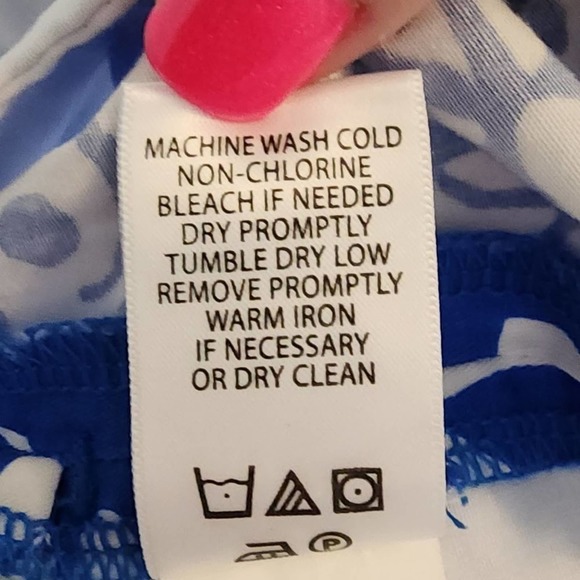 MACHINE WASH COLD
NON-CHLORINE
BLEACH IF NEEDED
DRY PROMPTLY
TUMBLE DRY LOW
REMOVE PROMPTLY
WARM IRON
IF NECESSARY
OR DRY CLEAN
P